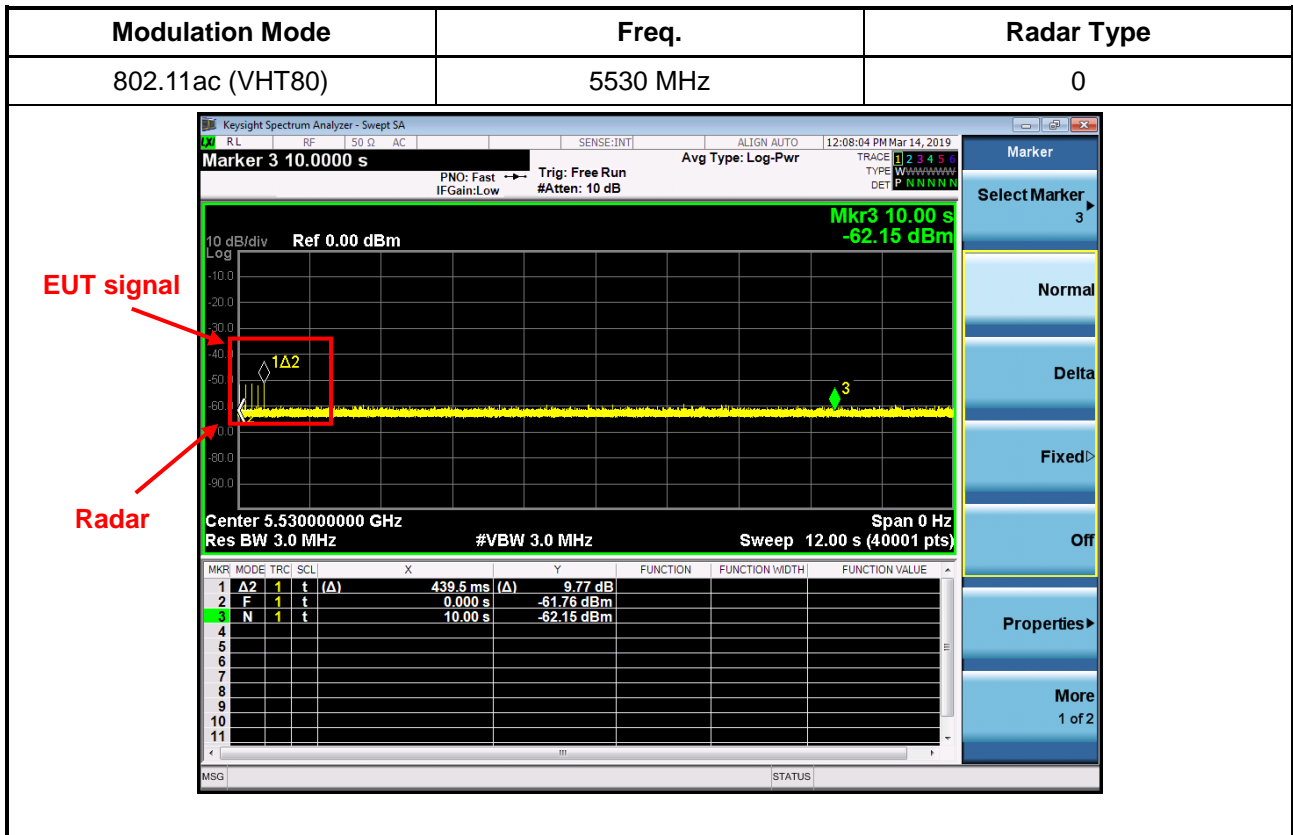 Modulation Mode Freq. Radar Type
802.11ac (VHT80) 5530 MHz 0
Keysight Spectrum Analyzer - Swept SA
LXI RL RF 50 Ω AC SENSE:INT ALIGN AUTO 12:08:04 PM Mar 14, 2019
Marker 3 10.0000 s
PNO: Fast
IFGain:Low
Trig: Free Run
#Atten: 10 dB
Avg Type: Log-Pwr
TRACE 1 2 3 4 5 6
TYPE WWWWWW
DET P N N N N N
Mkr3 10.00 s
-62.15 dBm
10 dB/div Ref 0.00 dBm
Log
-10.0
-20.0
-30.0
-40.0
-50.0
-60.0
-70.0
-80.0
-90.0
1Δ2
3
EUT signal
Radar
Center 5.530000000 GHz Span 0 Hz
Res BW 3.0 MHz #VBW 3.0 MHz Sweep 12.00 s (40001 pts)
MKR MODE TRC SCL X Y FUNCTION FUNCTION WIDTH FUNCTION VALUE
1 Δ2 1 t (Δ) 439.5 ms (Δ) 9.77 dB
2 F 1 t 0.000 s -61.76 dBm
3 N 1 t 10.00 s -62.15 dBm
4
5
6
7
8
9
10
11
MSG STATUS
Marker
Select Marker
3
Normal
Delta
Fixed
Off
Properties
More
1 of 2